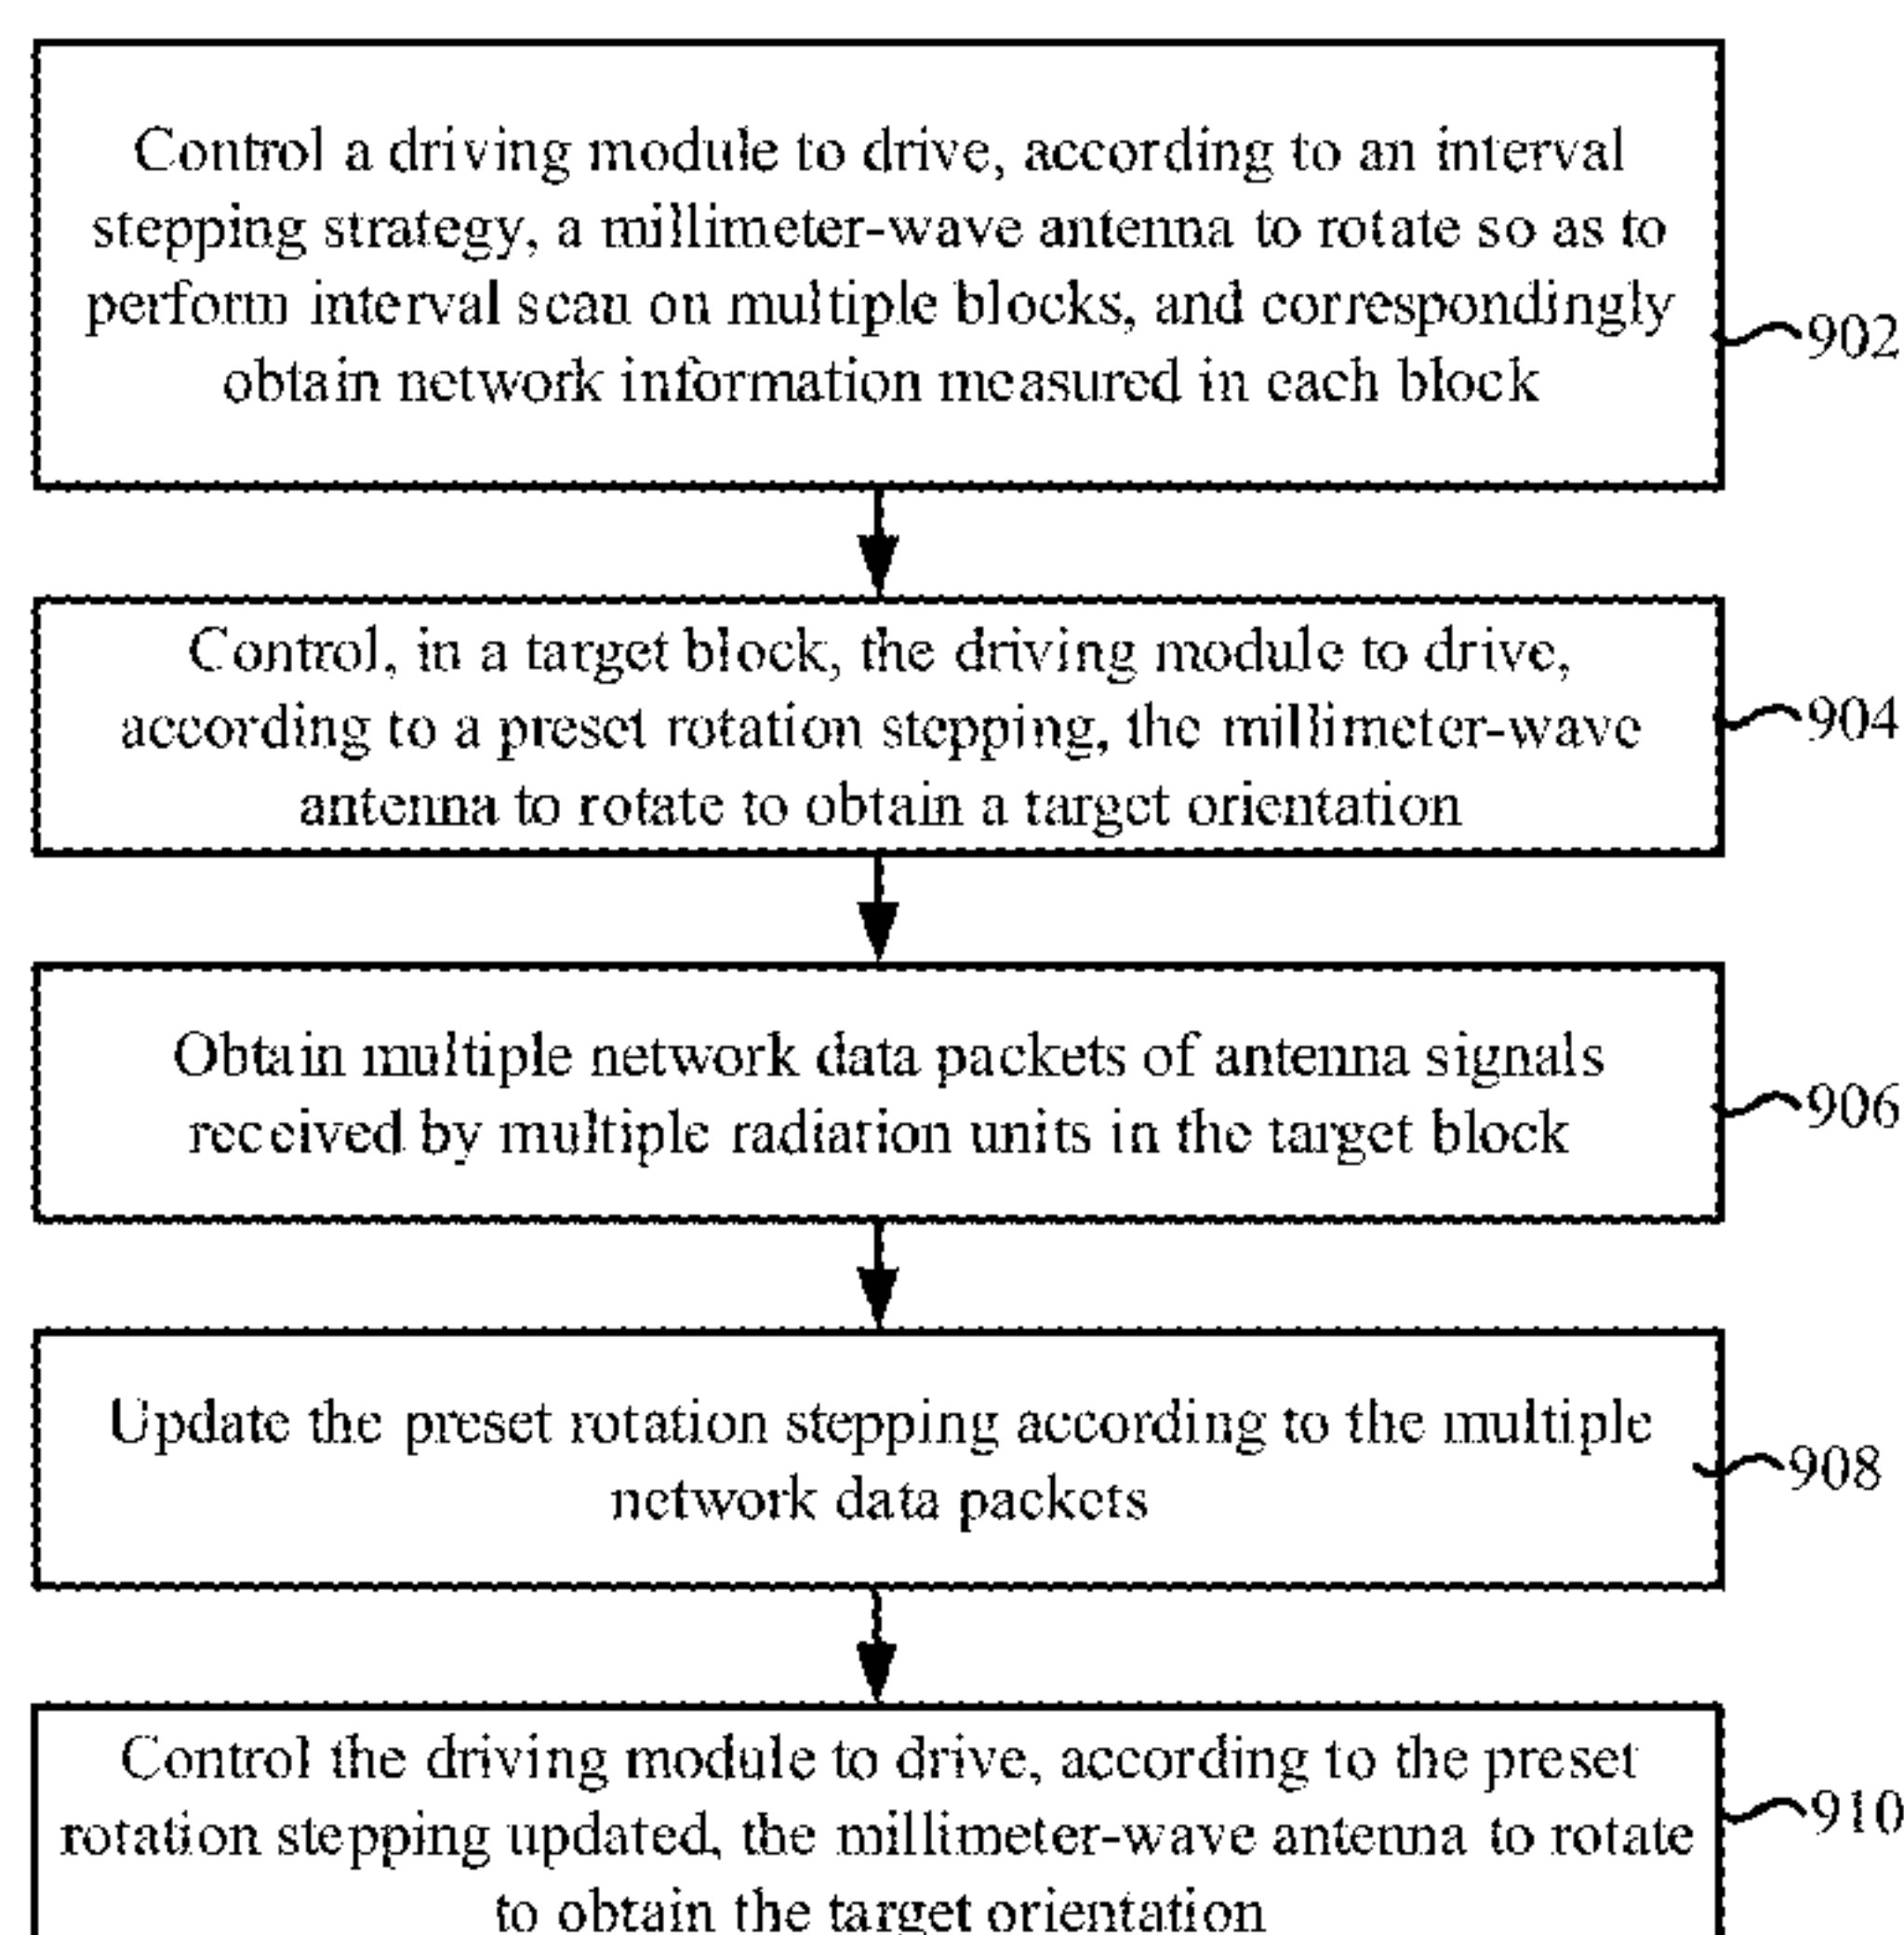 Control a driving module to drive, according to an interval
stepping strategy, a millimeter-wave antenna to rotate so as to
perform interval scan on multiple blocks, and correspondingly
obtain network information measured in each block
902
Control, in a target block, the driving module to drive,
according to a preset rotation stepping, the millimeter-wave
antenna to rotate to obtain a target orientation
904
Obtain multiple network data packets of antenna signals
received by multiple radiation units in the target block
906
Update the preset rotation stepping according to the multiple
network data packets
908
Control the driving module to drive, according to the preset
rotation stepping updated, the millimeter-wave antenna to rotate
to obtain the target orientation
910